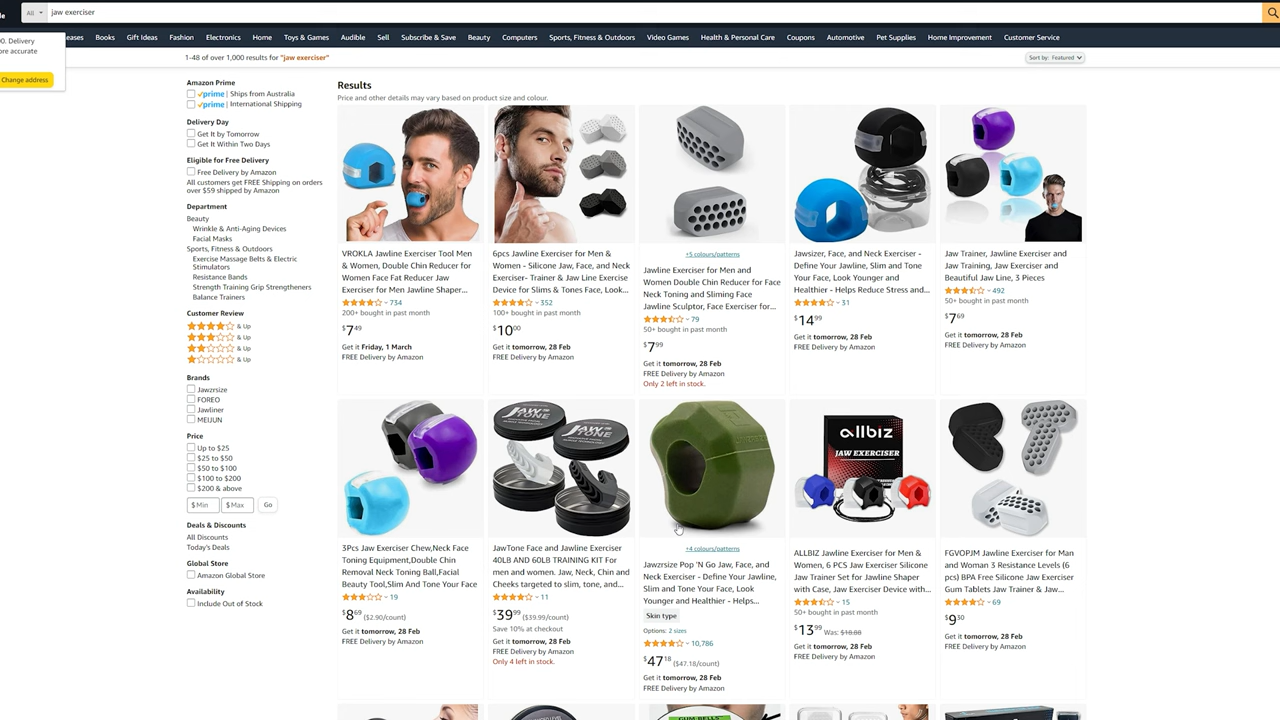 All
jaw exerciser
Books
Gift Ideas
Fashion
Electronics
Home
Toys & Games
Audible
Sell
Subscribe & Save
Beauty
Computers
Sports, Fitness & Outdoors
Video Games
Health & Personal Care
Coupons
Automotive
Pet Supplies
Home Improvement
Customer Service
Delivery
accurate
Change address
1-48 of over 1,000 results for "jaw exerciser"
Sort by: Featured
Amazon Prime
prime | Ships from Australia
prime | International Shipping
Delivery Day
Get It by Tomorrow
Get It within Two Days
Eligible for Free Delivery
Free Delivery by Amazon
All customers get FREE Shipping on orders
over $59 shipped by Amazon
Department
Beauty
Wrinkle & Anti-Aging Devices
Facial Masks
Sports, Fitness & Outdoors
Exercise Massage Belts & Electric
Stimulators
Resistance Bands
Strength Training Grip Strengtheners
Balance Trainers
Customer Review
& Up
& Up
& Up
& Up
Brands
Jawzrsize
FOREO
Jawliner
MEIJUN
Price
Up to $25
$25 to $50
$50 to $100
$100 to $200
$200 & above
$ Min
$ Max
Go
Deals & Discounts
All Discounts
Today's Deals
Global Store
Amazon Global Store
Availability
Include Out of Stock
Results
Price and other details may vary based on product size and colour.
VROKLA Jawline Exerciser Tool Men
& Women, Double Chin Reducer for
Women Face Fat Reducer Jaw
Exerciser for Men Jawline Shaper...
734
200+ bought in past month
$7.49
Get it Friday, 1 March
FREE Delivery by Amazon
6pcs Jawline Exerciser for Men &
Women - Silicone Jaw, Face, and Neck
Exerciser- Trainer & Jaw Line Exercise
Device for Slims & Tones Face, Look...
352
100+ bought in past month
$10.00
Get it tomorrow, 28 Feb
FREE Delivery by Amazon
+5 colours/patterns
Jawline Exerciser for Men and
Women Double Chin Reducer for Face
Neck Toning and Sliming Face
Jawline Sculptor, Face Exerciser for...
79
50+ bought in past month
$7.99
Get it tomorrow, 28 Feb
FREE Delivery by Amazon
Only 2 left in stock.
Jawsizer, Face, and Neck Exerciser -
Define Your Jawline, Slim and Tone
Your Face, Look Younger and
Healthier - Helps Reduce Stress and...
31
$14.99
Get it tomorrow, 28 Feb
FREE Delivery by Amazon
Jaw Trainer, Jawline Exerciser and
Jaw Training, Jaw Exerciser and
Beautiful Jaw Line, 3 Pieces
492
50+ bought in past month
$7.69
Get it tomorrow, 28 Feb
FREE Delivery by Amazon
3Pcs Jaw Exerciser Chew,Neck Face
Toning Equipment,Double Chin
Removal Neck Toning Ball,Facial
Beauty Tool,Slim And Tone Your Face
19
$8.69 ($2.90/count)
Get it tomorrow, 28 Feb
FREE Delivery by Amazon
JAW TONE
JAW TONE
JawTone Face and Jawline Exerciser
40LB AND 60LB TRAINING KIT For
men and women. Jaw, Neck, Chin and
Cheeks targeted to slim, tone, and...
11
$39.99 ($39.99/count)
Save 10% at checkout
Get it tomorrow, 28 Feb
FREE Delivery by Amazon
Only 4 left in stock.
+4 colours/patterns
Jawzrsize Pop 'N Go Jaw, Face, and
Neck Exerciser - Define Your Jawline,
Slim and Tone Your Face, Look
Younger and Healthier - Helps...
Skin type
Options: 2 sizes
10,786
$47.18 ($47.18/count)
Get it tomorrow, 28 Feb
FREE Delivery by Amazon
allbiz
JAW EXERCISER
ALLBIZ Jawline Exerciser for Men &
Women, 6 PCS Jaw Exerciser Silicone
Jaw Trainer Set for Jawline Shaper
with Case, Jaw Exerciser Device with...
15
50+ bought in past month
$13.99 Was: $18.88
Get it tomorrow, 28 Feb
FREE Delivery by Amazon
FGVOPJM Jawline Exerciser for Man
and Woman 3 Resistance Levels (6
pcs) BPA Free Silicone Jaw Exerciser
Gum Tablets Jaw Trainer & Jaw...
69
$9.30
Get it tomorrow, 28 Feb
FREE Delivery by Amazon
GUM BELLS